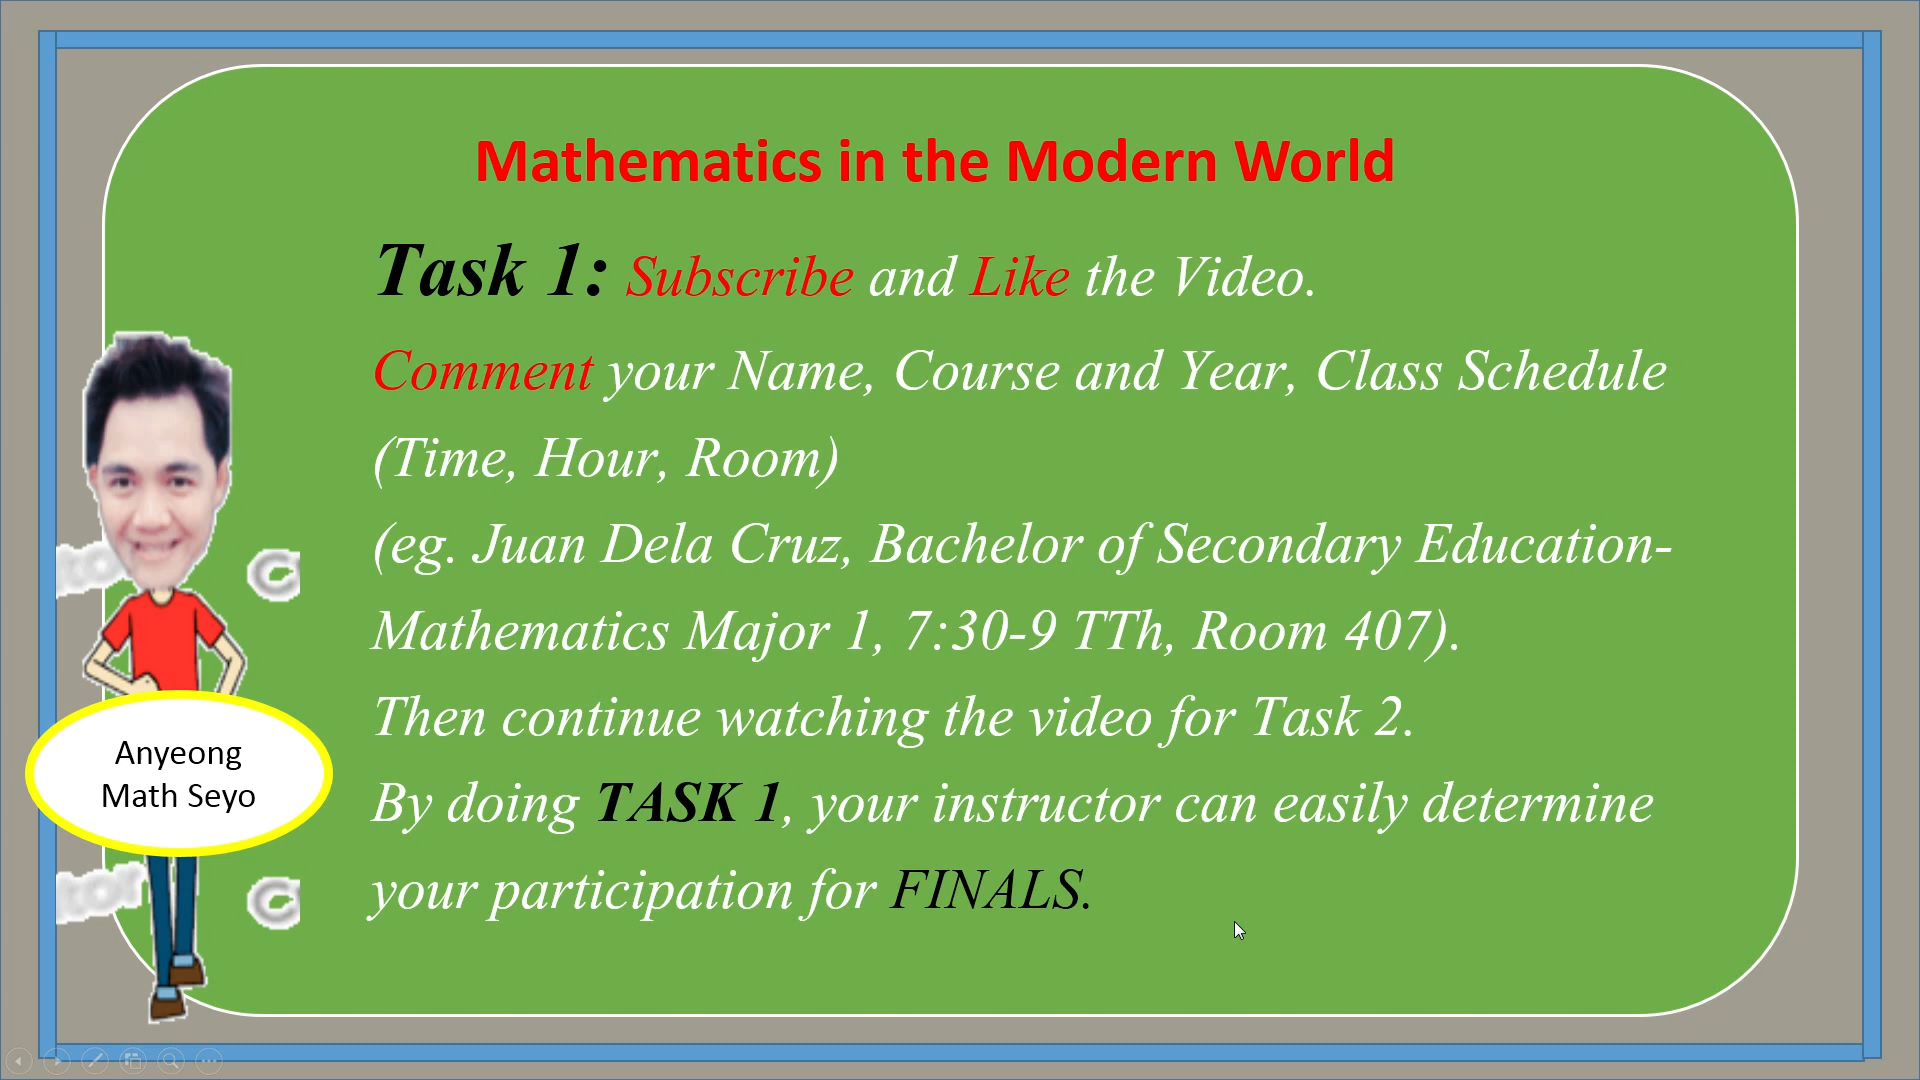 Mathematics in the Modern World
Task 1: Subscribe and Like the Video.
Comment your Name, Course and Year, Class Schedule
(Time, Hour, Room)
(eg. Juan Dela Cruz, Bachelor of Secondary Education-
Mathematics Major 1, 7:30-9 TTh, Room 407).
Then continue watching the video for Task 2.
By doing TASK 1, your instructor can easily determine
your participation for FINALS.
Anyeong
Math Seyo